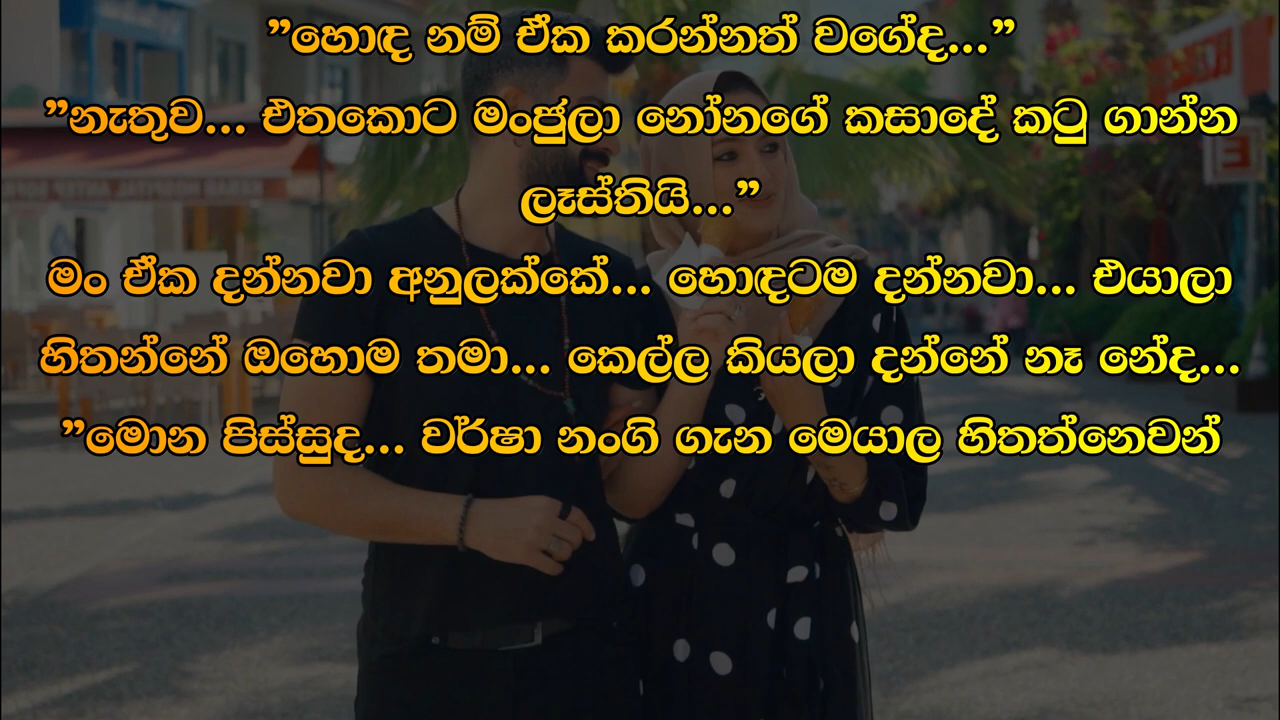 ”හොඳ නම් ඒක කරන්නත් වගේද...”
”නැතුව... එතකොට මංජුලා නෝනගේ කසාදේ කටු ගාන්න
ලෑස්තියි...”
මං ඒක දන්නවා අනුලක්කේ... හොඳටම දන්නවා... එයාලා
හිතන්නේ ඔහොම තමා... කෙල්ල කියලා දන්නේ නෑ නේද...
”මොන පිස්සුද... වර්ෂා නංගි ගැන මෙයාල හිතත්නෙවන්